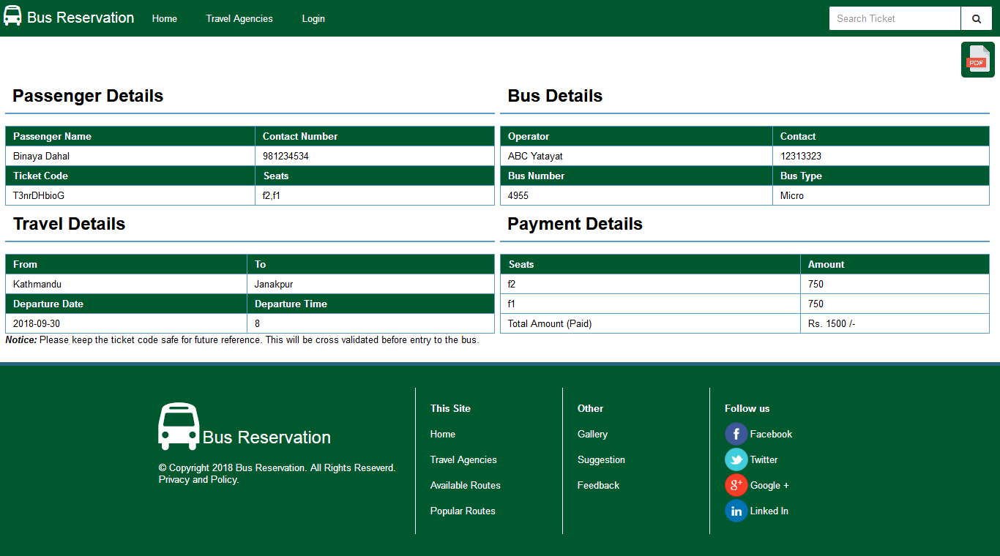 Bus Reservation Home Travel Agencies Login Search Ticket
PDF
Passenger Details
Passenger Name Contact Number
Binaya Dahal 981234534
Ticket Code Seats
T3nrDHbioG f2,f1
Bus Details
Operator Contact
ABC Yatayat 12313323
Bus Number Bus Type
4955 Micro
Travel Details
From To
Kathmandu Janakpur
Departure Date Departure Time
2018-09-30 8
Payment Details
Seats Amount
f2 750
f1 750
Total Amount (Paid) Rs. 1500 /-
Notice: Please keep the ticket code safe for future reference. This will be cross validated before entry to the bus.
Bus Reservation
© Copyright 2018 Bus Reservation. All Rights Reseverd.
Privacy and Policy.
This Site
Home
Travel Agencies
Available Routes
Popular Routes
Other
Gallery
Suggestion
Feedback
Follow us
f Facebook
Twitter
g+ Google +
in Linked In